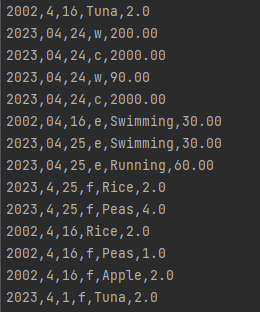 2002,4,16,Tuna,2.0
2023,04,24,w,200.00
2023,04,24,c,2000.00
2023,04,24,w,90.00
2023,04,24,c,2000.00
2002,04,16,e,Swimming,30.00
2023,04,25,e,Swimming,30.00
2023,04,25,e,Running,60.00
2023,4,25,f,Rice,2.0
2023,4,25,f,Peas,4.0
2002,4,16,Rice,2.0
2002,4,16,f,Peas,1.0
2002,4,16,f,Apple,2.0
2023,4,1,f,Tuna,2.0